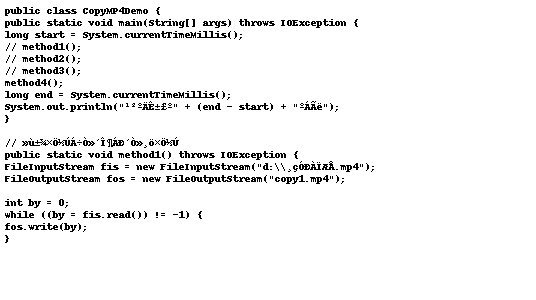 public class CopyMP4Demo {
public static void main(String[] args) throws IOException {
long start = System.currentTimeMillis();
// method1();
// method2();
// method3();
method4();
long end = System.currentTimeMillis();
System.out.println("¹²ºÄÊ±£º" + (end - start) + "ºÁÃë");
}
// »ù±¾×Ö½ÚÁ÷Ò»´Î¶ÁÐ´Ò»¸ö×Ö½Ú
public static void method1() throws IOException {
FileInputStream fis = new FileInputStream("d:\\¸çÓÐÀÏÆÅ.mp4");
FileOutputStream fos = new FileOutputStream("copy1.mp4");
int by = 0;
while ((by = fis.read()) != -1) {
fos.write(by);
}